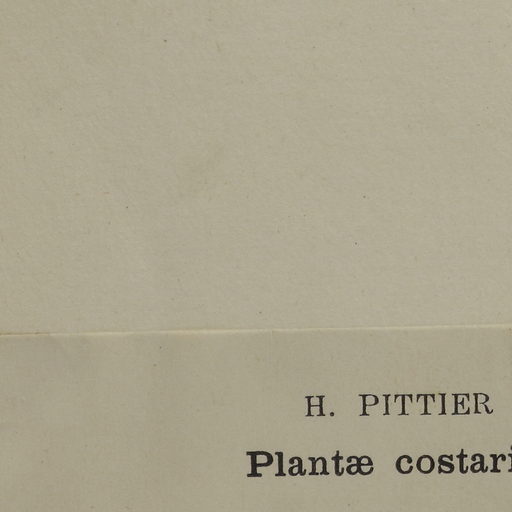 H. PITTIER
Plantæ costari